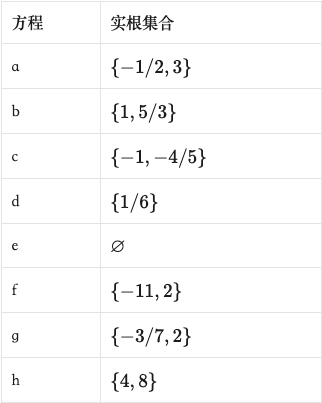 方程 实根集合
a {−1/2, 3}
b {1, 5/3}
c {−1, −4/5}
d {1/6}
e ∅
f {−11, 2}
g {−3/7, 2}
h {4, 8}